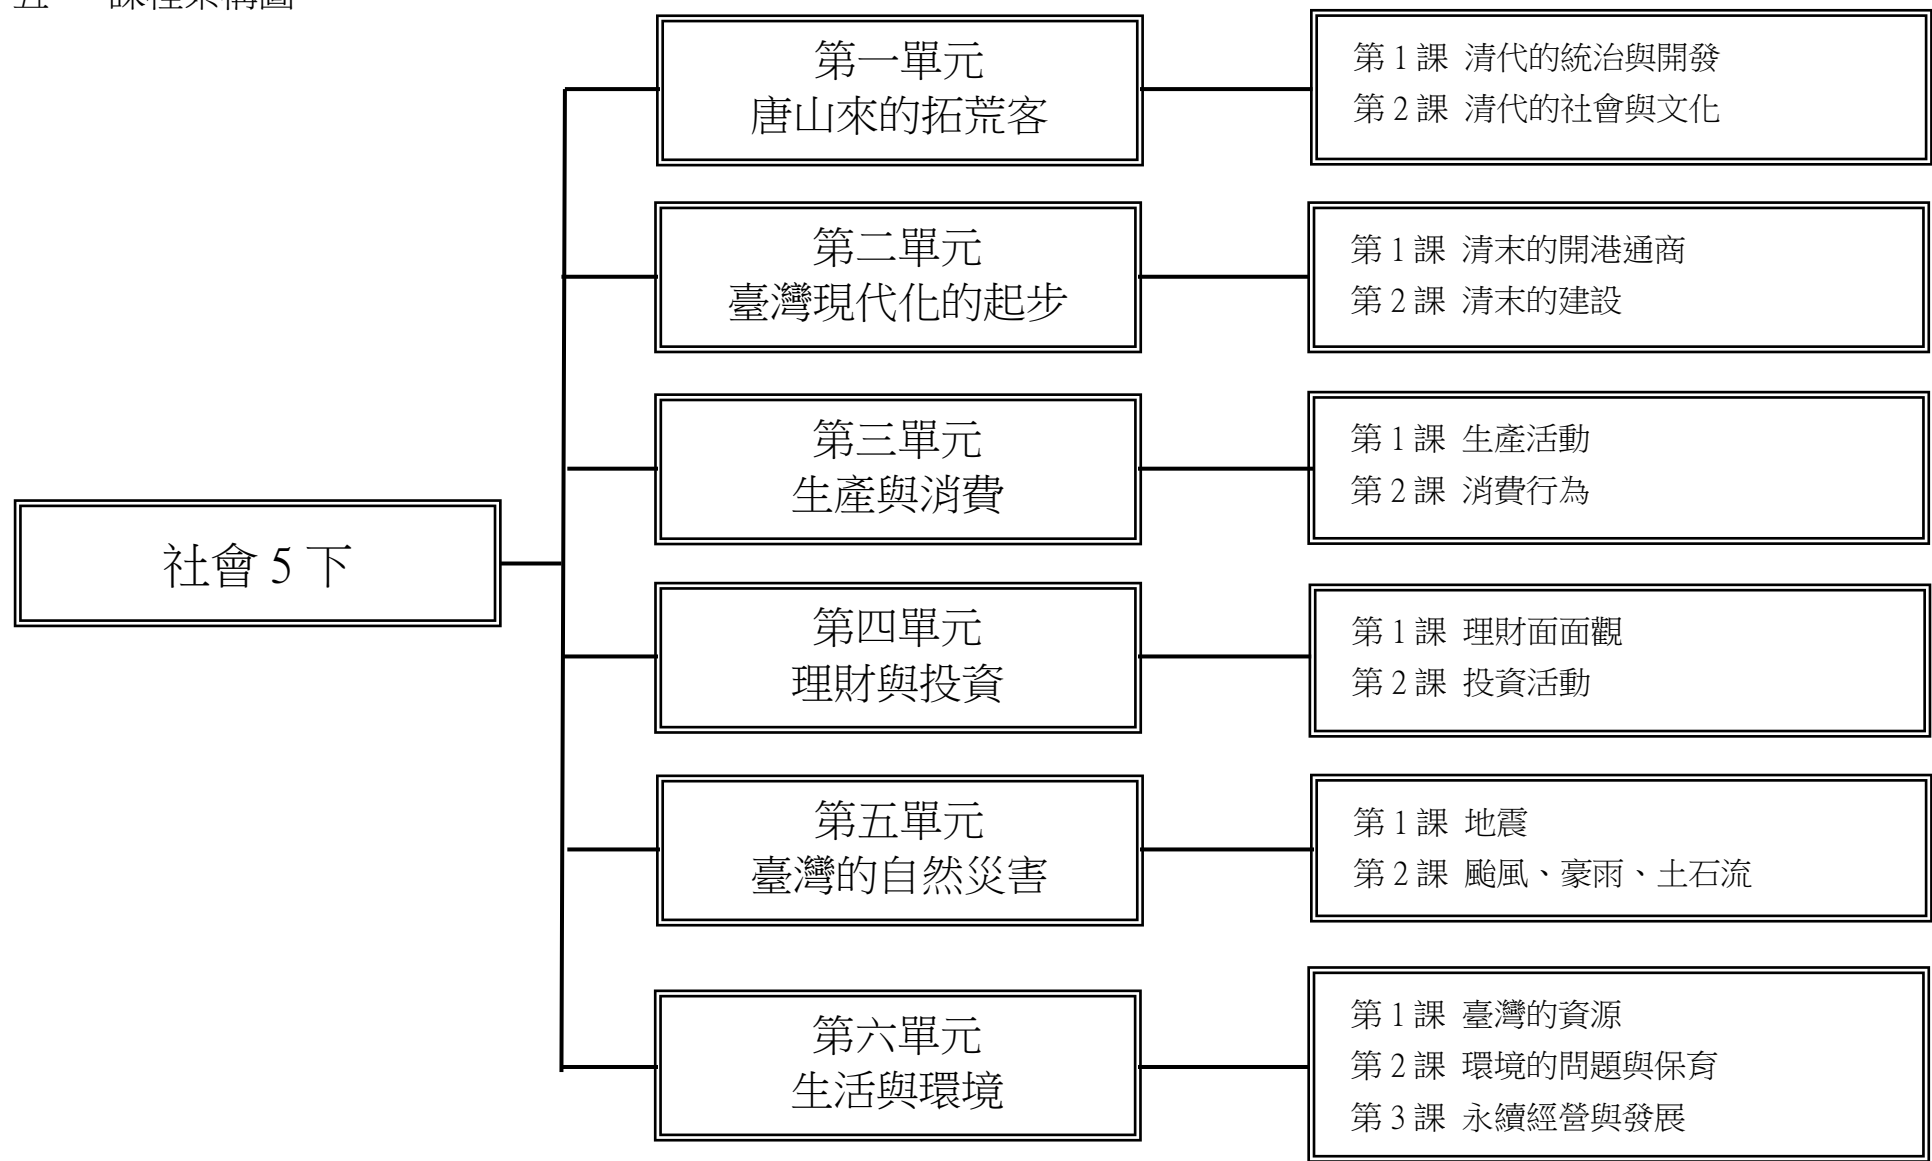 社會 5 下
第一單元
唐山來的拓荒客
第 1 課 清代的統治與開發
第 2 課 清代的社會與文化
第二單元
臺灣現代化的起步
第 1 課 清末的開港通商
第 2 課 清末的建設
第三單元
生產與消費
第 1 課 生產活動
第 2 課 消費行為
第四單元
理財與投資
第 1 課 理財面面觀
第 2 課 投資活動
第五單元
臺灣的自然災害
第 1 課 地震
第 2 課 颱風、豪雨、土石流
第六單元
生活與環境
第 1 課 臺灣的資源
第 2 課 環境的問題與保育
第 3 課 永續經營與發展